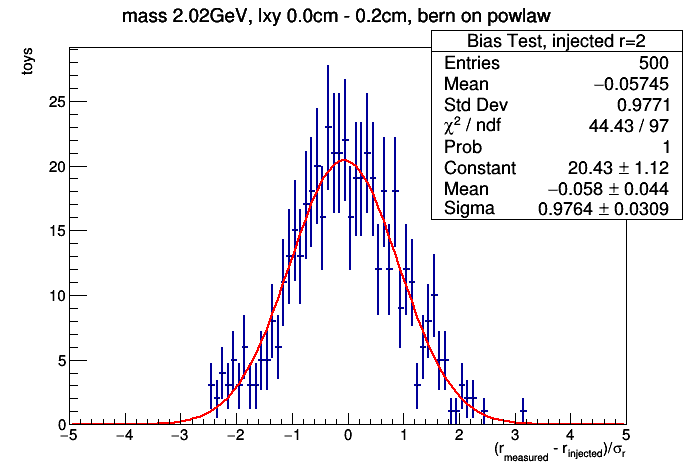 mass 2.02GeV, lxy 0.0cm - 0.2cm, bern on powlaw
toys
Bias Test, injected r=2
Entries 500
Mean −0.05745
Std Dev 0.9771
χ² / ndf 44.43 / 97
Prob 1
Constant 20.43 ± 1.12
Mean −0.058 ± 0.044
Sigma 0.9764 ± 0.0309
25
20
15
10
5
0
−5 −4 −3 −2 −1 0 1 2 3 4 5
(r_measured - r_injected)/σ_r